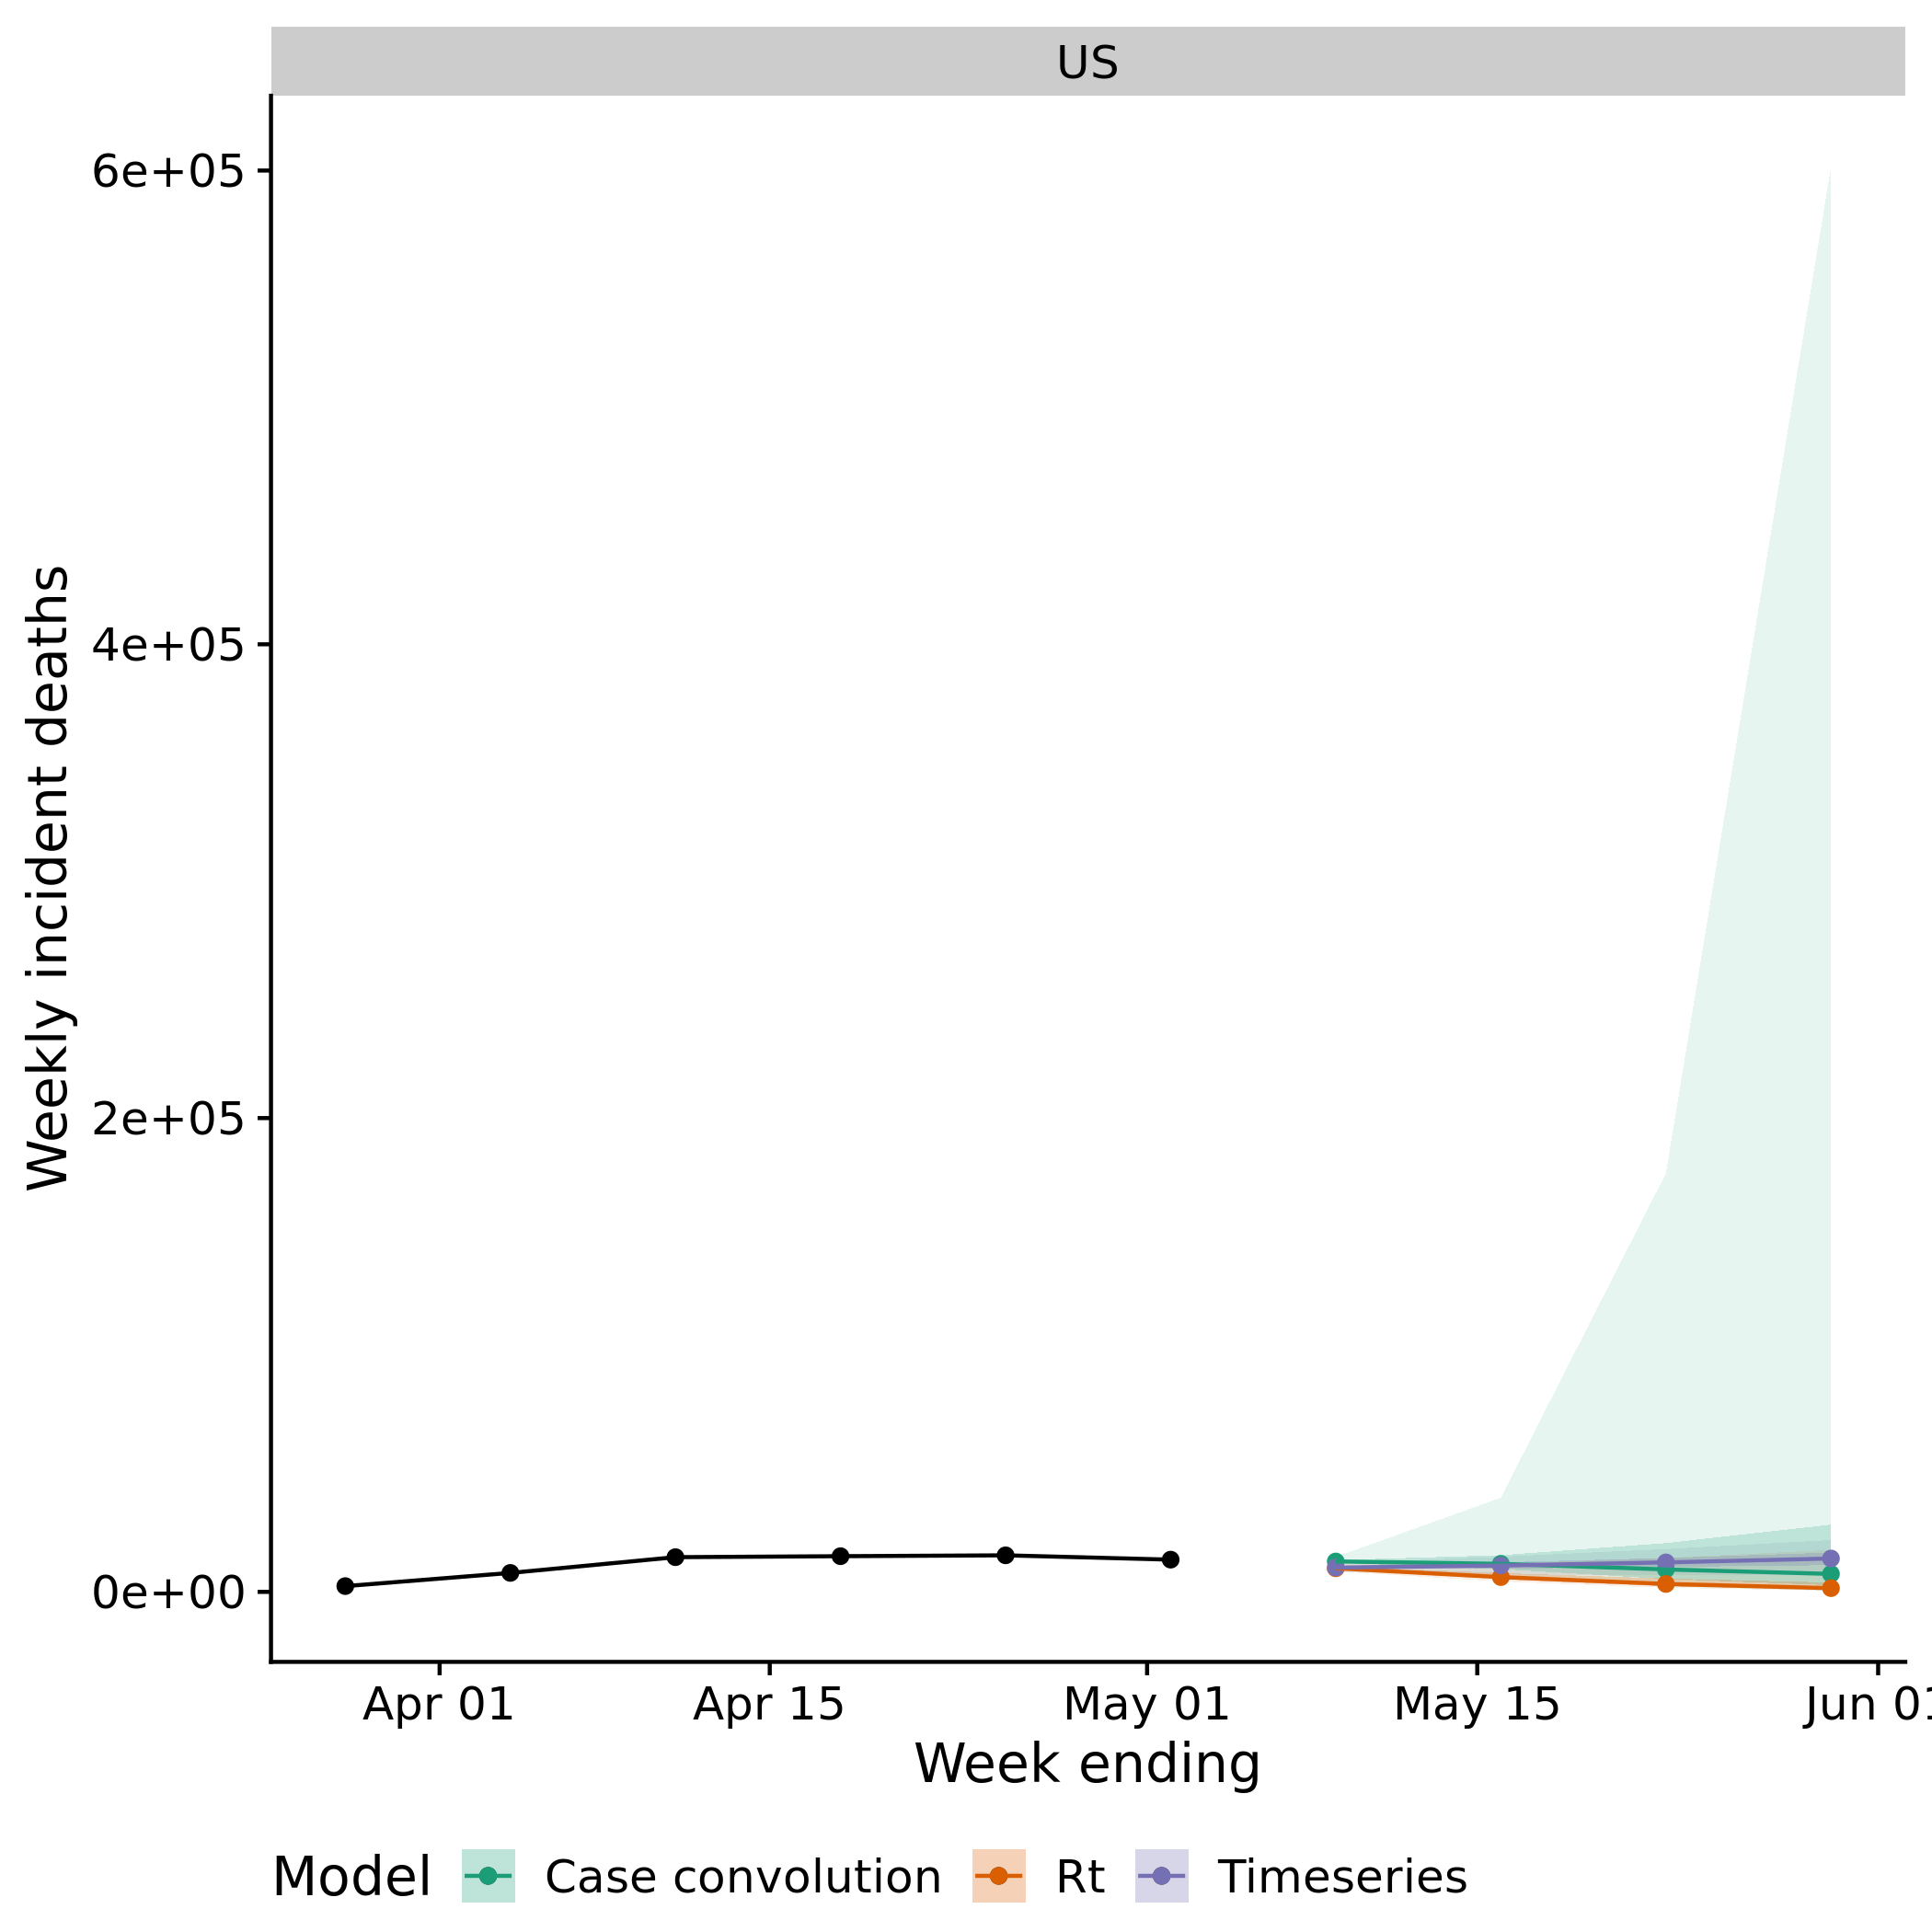 US
6e+05
4e+05
2e+05
0e+00
Weekly incident deaths
Apr 01 Apr 15 May 01 May 15 Jun 01
Week ending
Model Case convolution Rt Timeseries